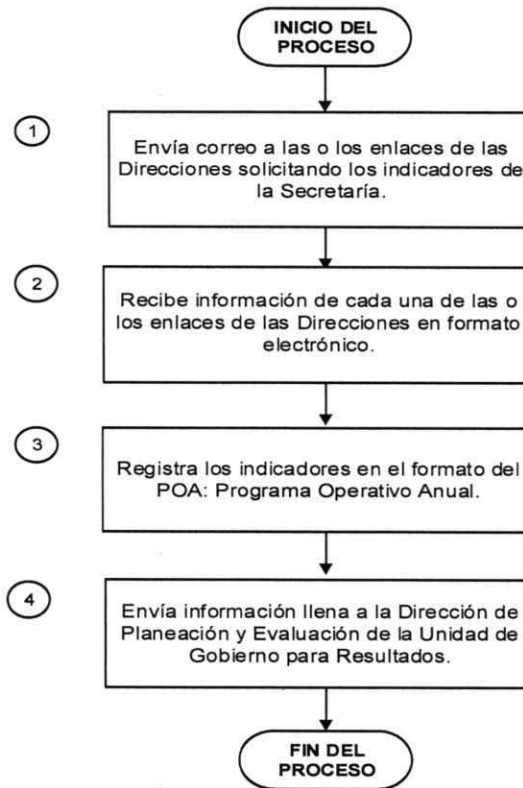 INICIO DEL
PROCESO
1
Envía correo a las o los enlaces de las
Direcciones solicitando los indicadores de
la Secretaría.
2
Recibe información de cada una de las o
los enlaces de las Direcciones en formato
electrónico.
3
Registra los indicadores en el formato del
POA: Programa Operativo Anual.
4
Envía información llena a la Dirección de
Planeación y Evaluación de la Unidad de
Gobierno para Resultados.
FIN DEL
PROCESO